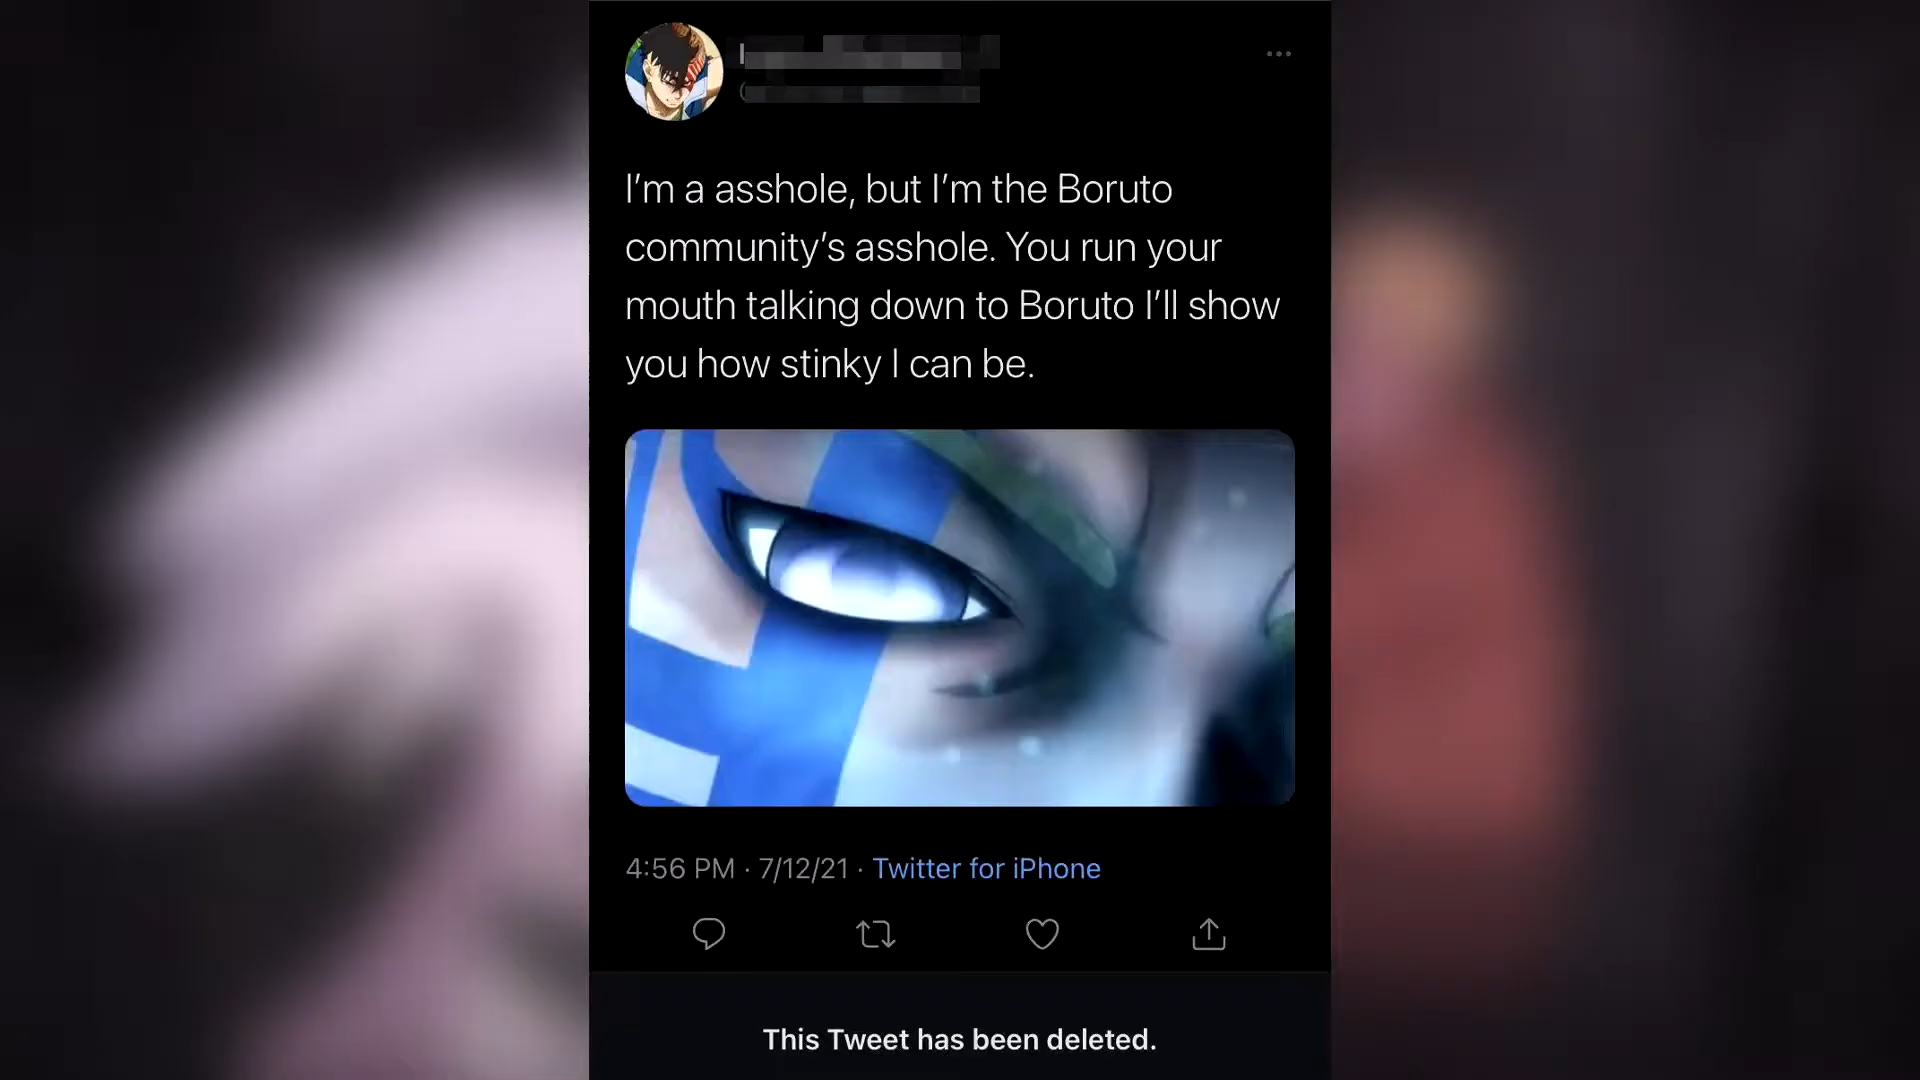 I'm a asshole, but I'm the Boruto
community's asshole. You run your
mouth talking down to Boruto I'll show
you how stinky I can be.
4:56 PM · 7/12/21 · Twitter for iPhone
This Tweet has been deleted.